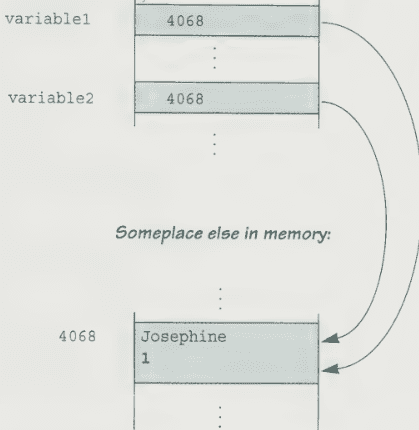 variable1 4068
variable2 4068
Someplace else in memory:
4068 Josephine
1